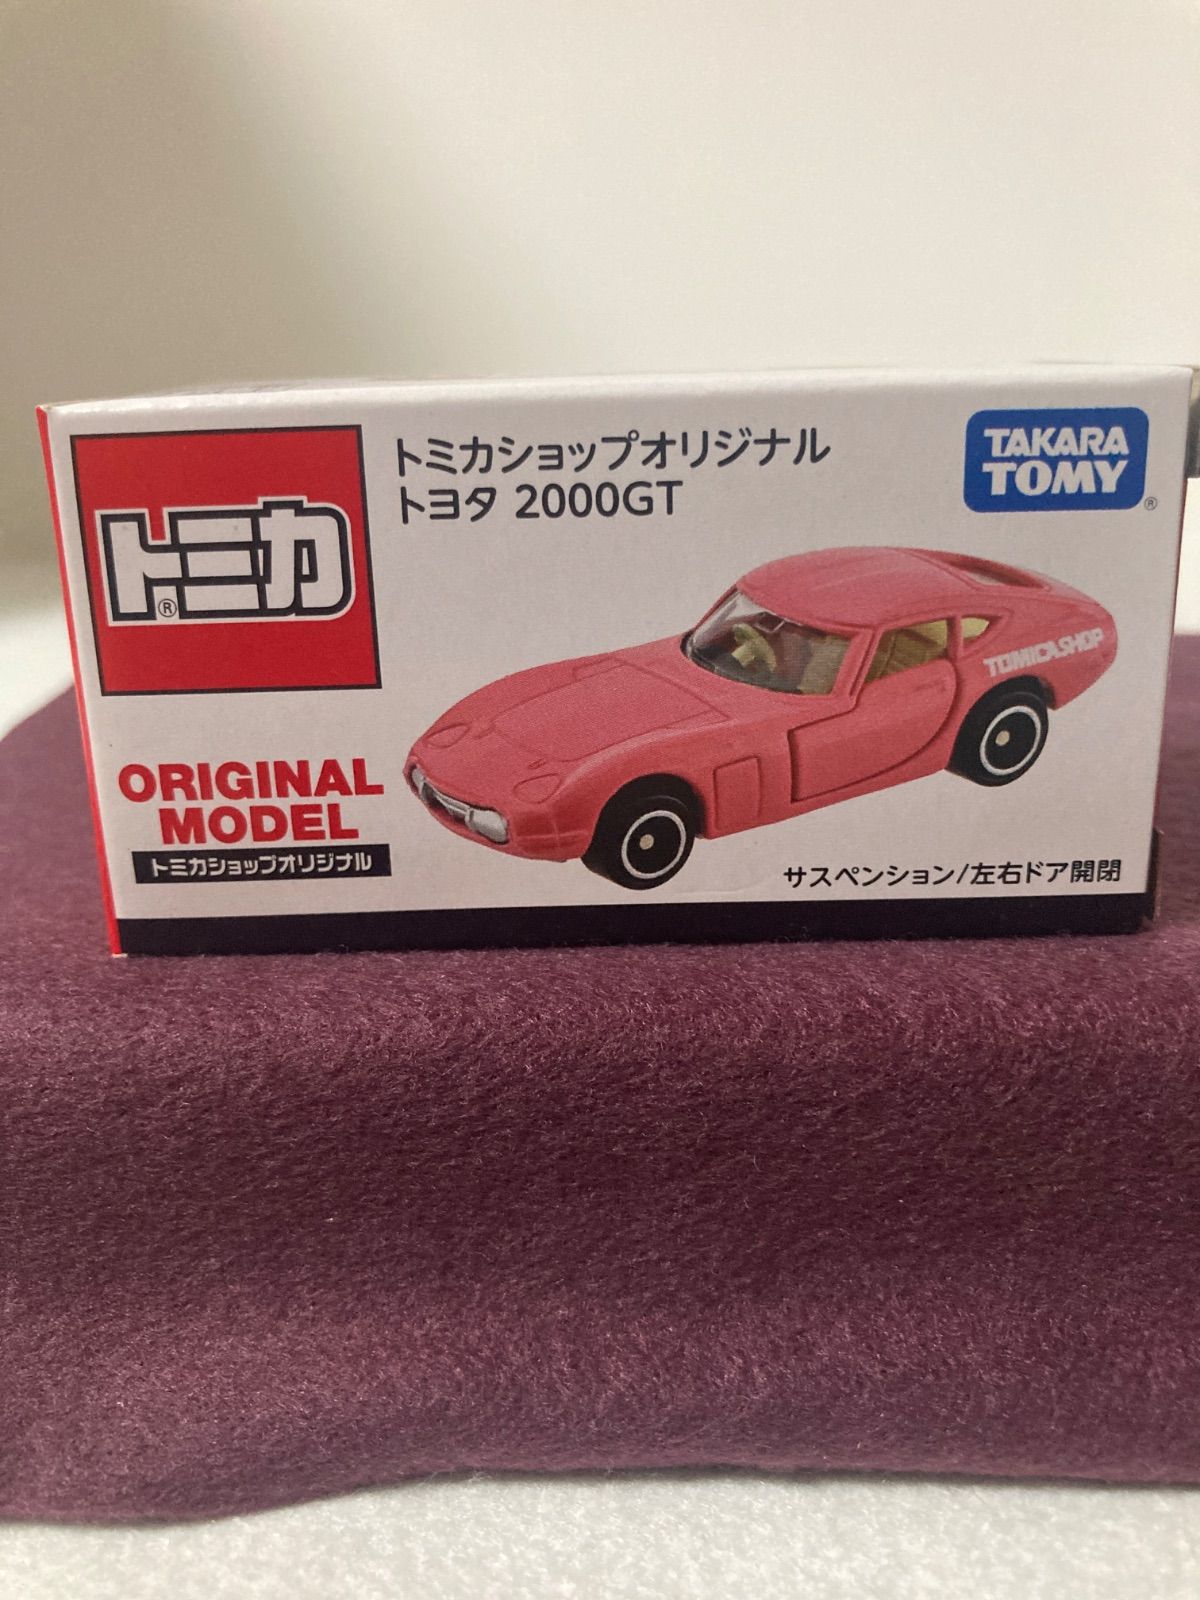 トミカ®
トミカショップオリジナル
トヨタ 2000GT
TAKARA
TOMY®
TOMICASHOP
ORIGINAL
MODEL
トミカショップオリジナル
サスペンション/左右ドア開閉